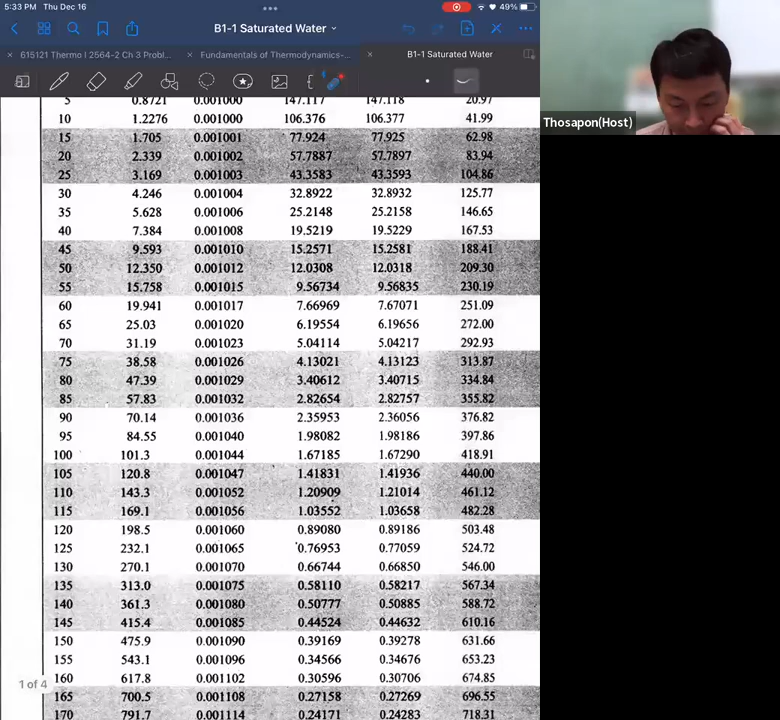 5:33 PM Thu Dec 16
49%
B1-1 Saturated Water
615121 Thermo I 2564-2 Ch 3 Probl...
Fundamentals of Thermodynamics-...
B1-1 Saturated Water
Thosapon(Host)
5 0.8721 0.001000 147.117 147.118 20.97
10 1.2276 0.001000 106.376 106.377 41.99
15 1.705 0.001001 77.924 77.925 62.98
20 2.339 0.001002 57.7887 57.7897 83.94
25 3.169 0.001003 43.3583 43.3593 104.86
30 4.246 0.001004 32.8922 32.8932 125.77
35 5.628 0.001006 25.2148 25.2158 146.65
40 7.384 0.001008 19.5219 19.5229 167.53
45 9.593 0.001010 15.2571 15.2581 188.41
50 12.350 0.001012 12.0308 12.0318 209.30
55 15.758 0.001015 9.56734 9.56835 230.19
60 19.941 0.001017 7.66969 7.67071 251.09
65 25.03 0.001020 6.19554 6.19656 272.00
70 31.19 0.001023 5.04114 5.04217 292.93
75 38.58 0.001026 4.13021 4.13123 313.87
80 47.39 0.001029 3.40612 3.40715 334.84
85 57.83 0.001032 2.82654 2.82757 355.82
90 70.14 0.001036 2.35953 2.36056 376.82
95 84.55 0.001040 1.98082 1.98186 397.86
100 101.3 0.001044 1.67185 1.67290 418.91
105 120.8 0.001047 1.41831 1.41936 440.00
110 143.3 0.001052 1.20909 1.21014 461.12
115 169.1 0.001056 1.03552 1.03658 482.28
120 198.5 0.001060 0.89080 0.89186 503.48
125 232.1 0.001065 0.76953 0.77059 524.72
130 270.1 0.001070 0.66744 0.66850 546.00
135 313.0 0.001075 0.58110 0.58217 567.34
140 361.3 0.001080 0.50777 0.50885 588.72
145 415.4 0.001085 0.44524 0.44632 610.16
150 475.9 0.001090 0.39169 0.39278 631.66
155 543.1 0.001096 0.34566 0.34676 653.23
160 617.8 0.001102 0.30596 0.30706 674.85
1 of 4
165 700.5 0.001108 0.27158 0.27269 696.55
170 791.7 0.001114 0.24171 0.24283 718.31